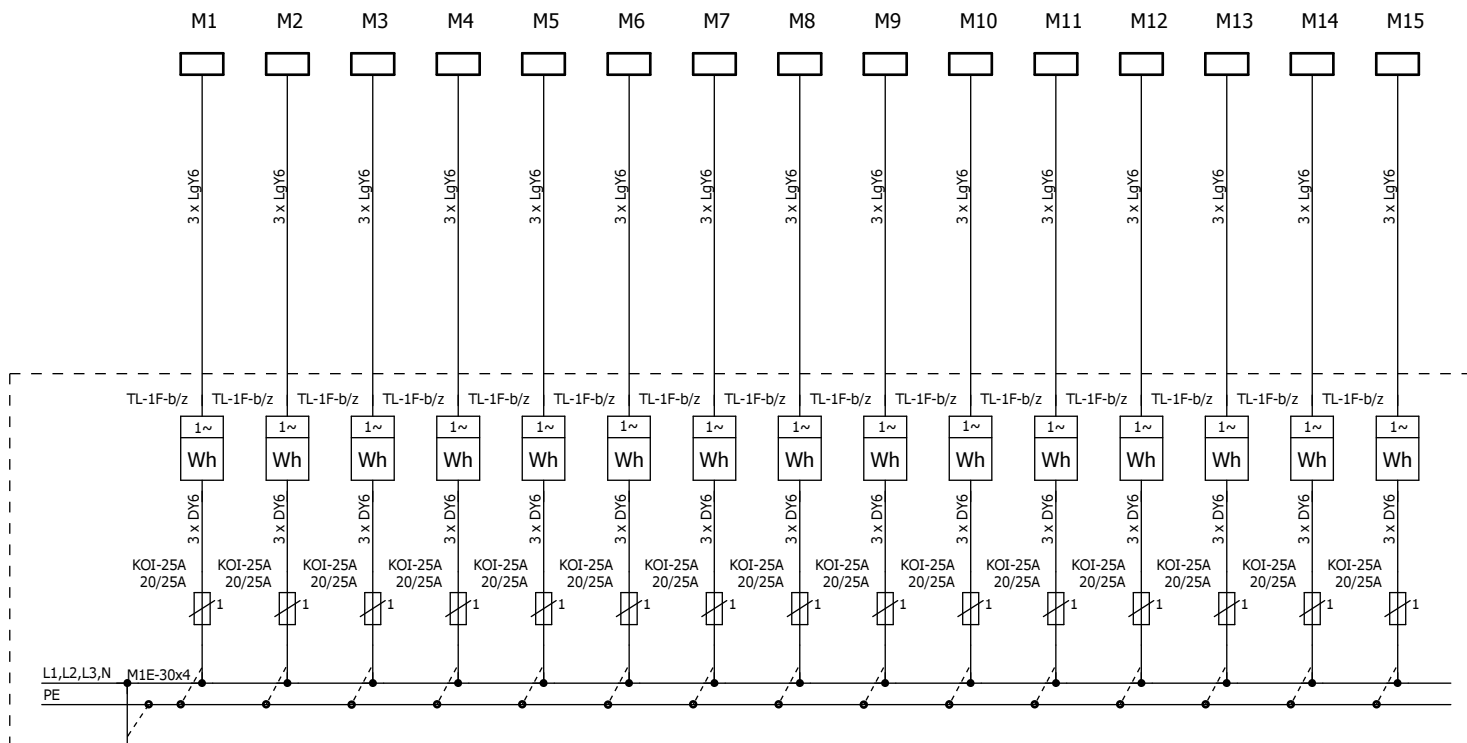 M1 M2 M3 M4 M5 M6 M7 M8 M9 M10 M11 M12 M13 M14 M15
3 x LgY6 3 x LgY6 3 x LgY6 3 x LgY6 3 x LgY6 3 x LgY6 3 x LgY6 3 x LgY6 3 x LgY6 3 x LgY6 3 x LgY6 3 x LgY6 3 x LgY6 3 x LgY6 3 x LgY6
TL-1F-b/z TL-1F-b/z TL-1F-b/z TL-1F-b/z TL-1F-b/z TL-1F-b/z TL-1F-b/z TL-1F-b/z TL-1F-b/z TL-1F-b/z TL-1F-b/z TL-1F-b/z TL-1F-b/z TL-1F-b/z TL-1F-b/z
1~ 1~ 1~ 1~ 1~ 1~ 1~ 1~ 1~ 1~ 1~ 1~ 1~ 1~ 1~
Wh Wh Wh Wh Wh Wh Wh Wh Wh Wh Wh Wh Wh Wh Wh
3 x DY6 3 x DY6 3 x DY6 3 x DY6 3 x DY6 3 x DY6 3 x DY6 3 x DY6 3 x DY6 3 x DY6 3 x DY6 3 x DY6 3 x DY6 3 x DY6 3 x DY6
KOI-25A KOI-25A KOI-25A KOI-25A KOI-25A KOI-25A KOI-25A KOI-25A KOI-25A KOI-25A KOI-25A KOI-25A KOI-25A KOI-25A KOI-25A
20/25A 20/25A 20/25A 20/25A 20/25A 20/25A 20/25A 20/25A 20/25A 20/25A 20/25A 20/25A 20/25A 20/25A 20/25A
1 1 1 1 1 1 1 1 1 1 1 1 1 1 1
L1,L2,L3,N M1E-30x4
PE